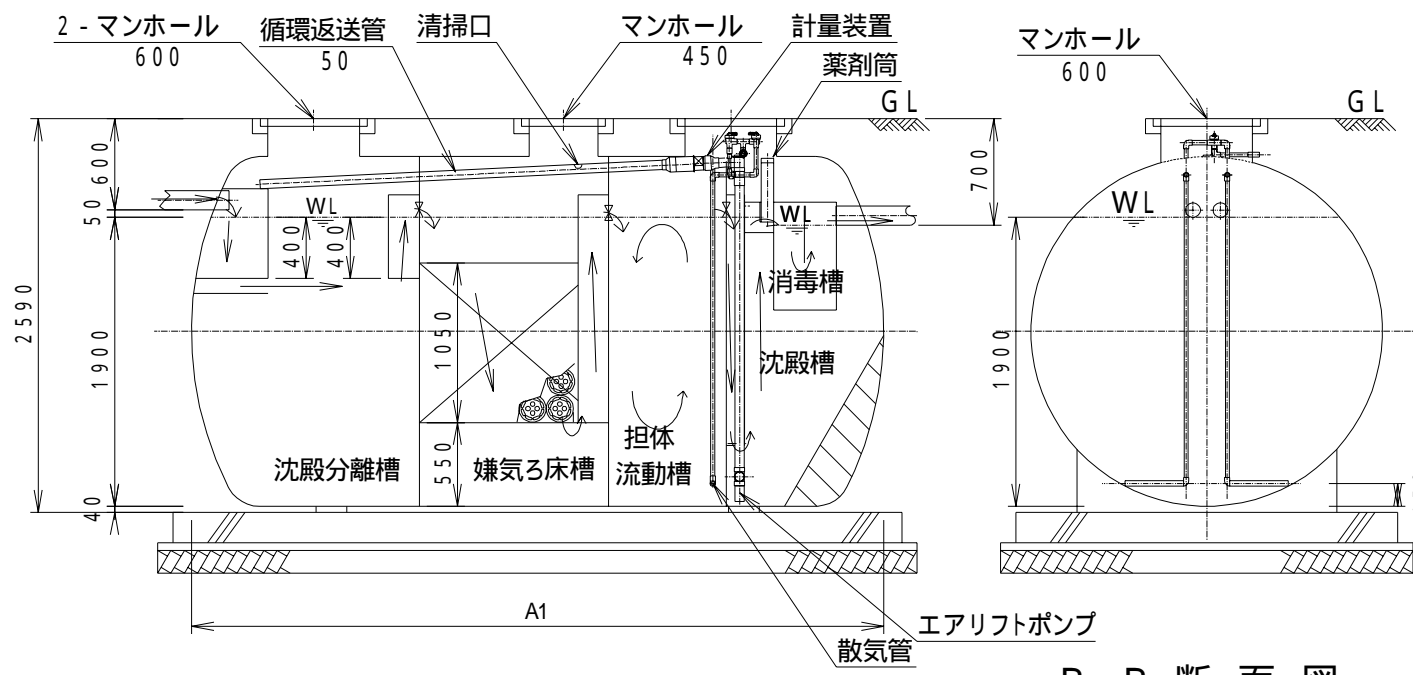 2 - マンホール
600
循環返送管
50
清掃口
マンホール
450
計量装置
薬剤筒
GL
マンホール
600
GL
600
50
2590
1900
40
WL
400
400
1050
550
WL
700
消毒槽
沈殿槽
沈殿分離槽
嫌気ろ床槽
担体
流動槽
A1
エアリフトポンプ
散気管
WL
1900